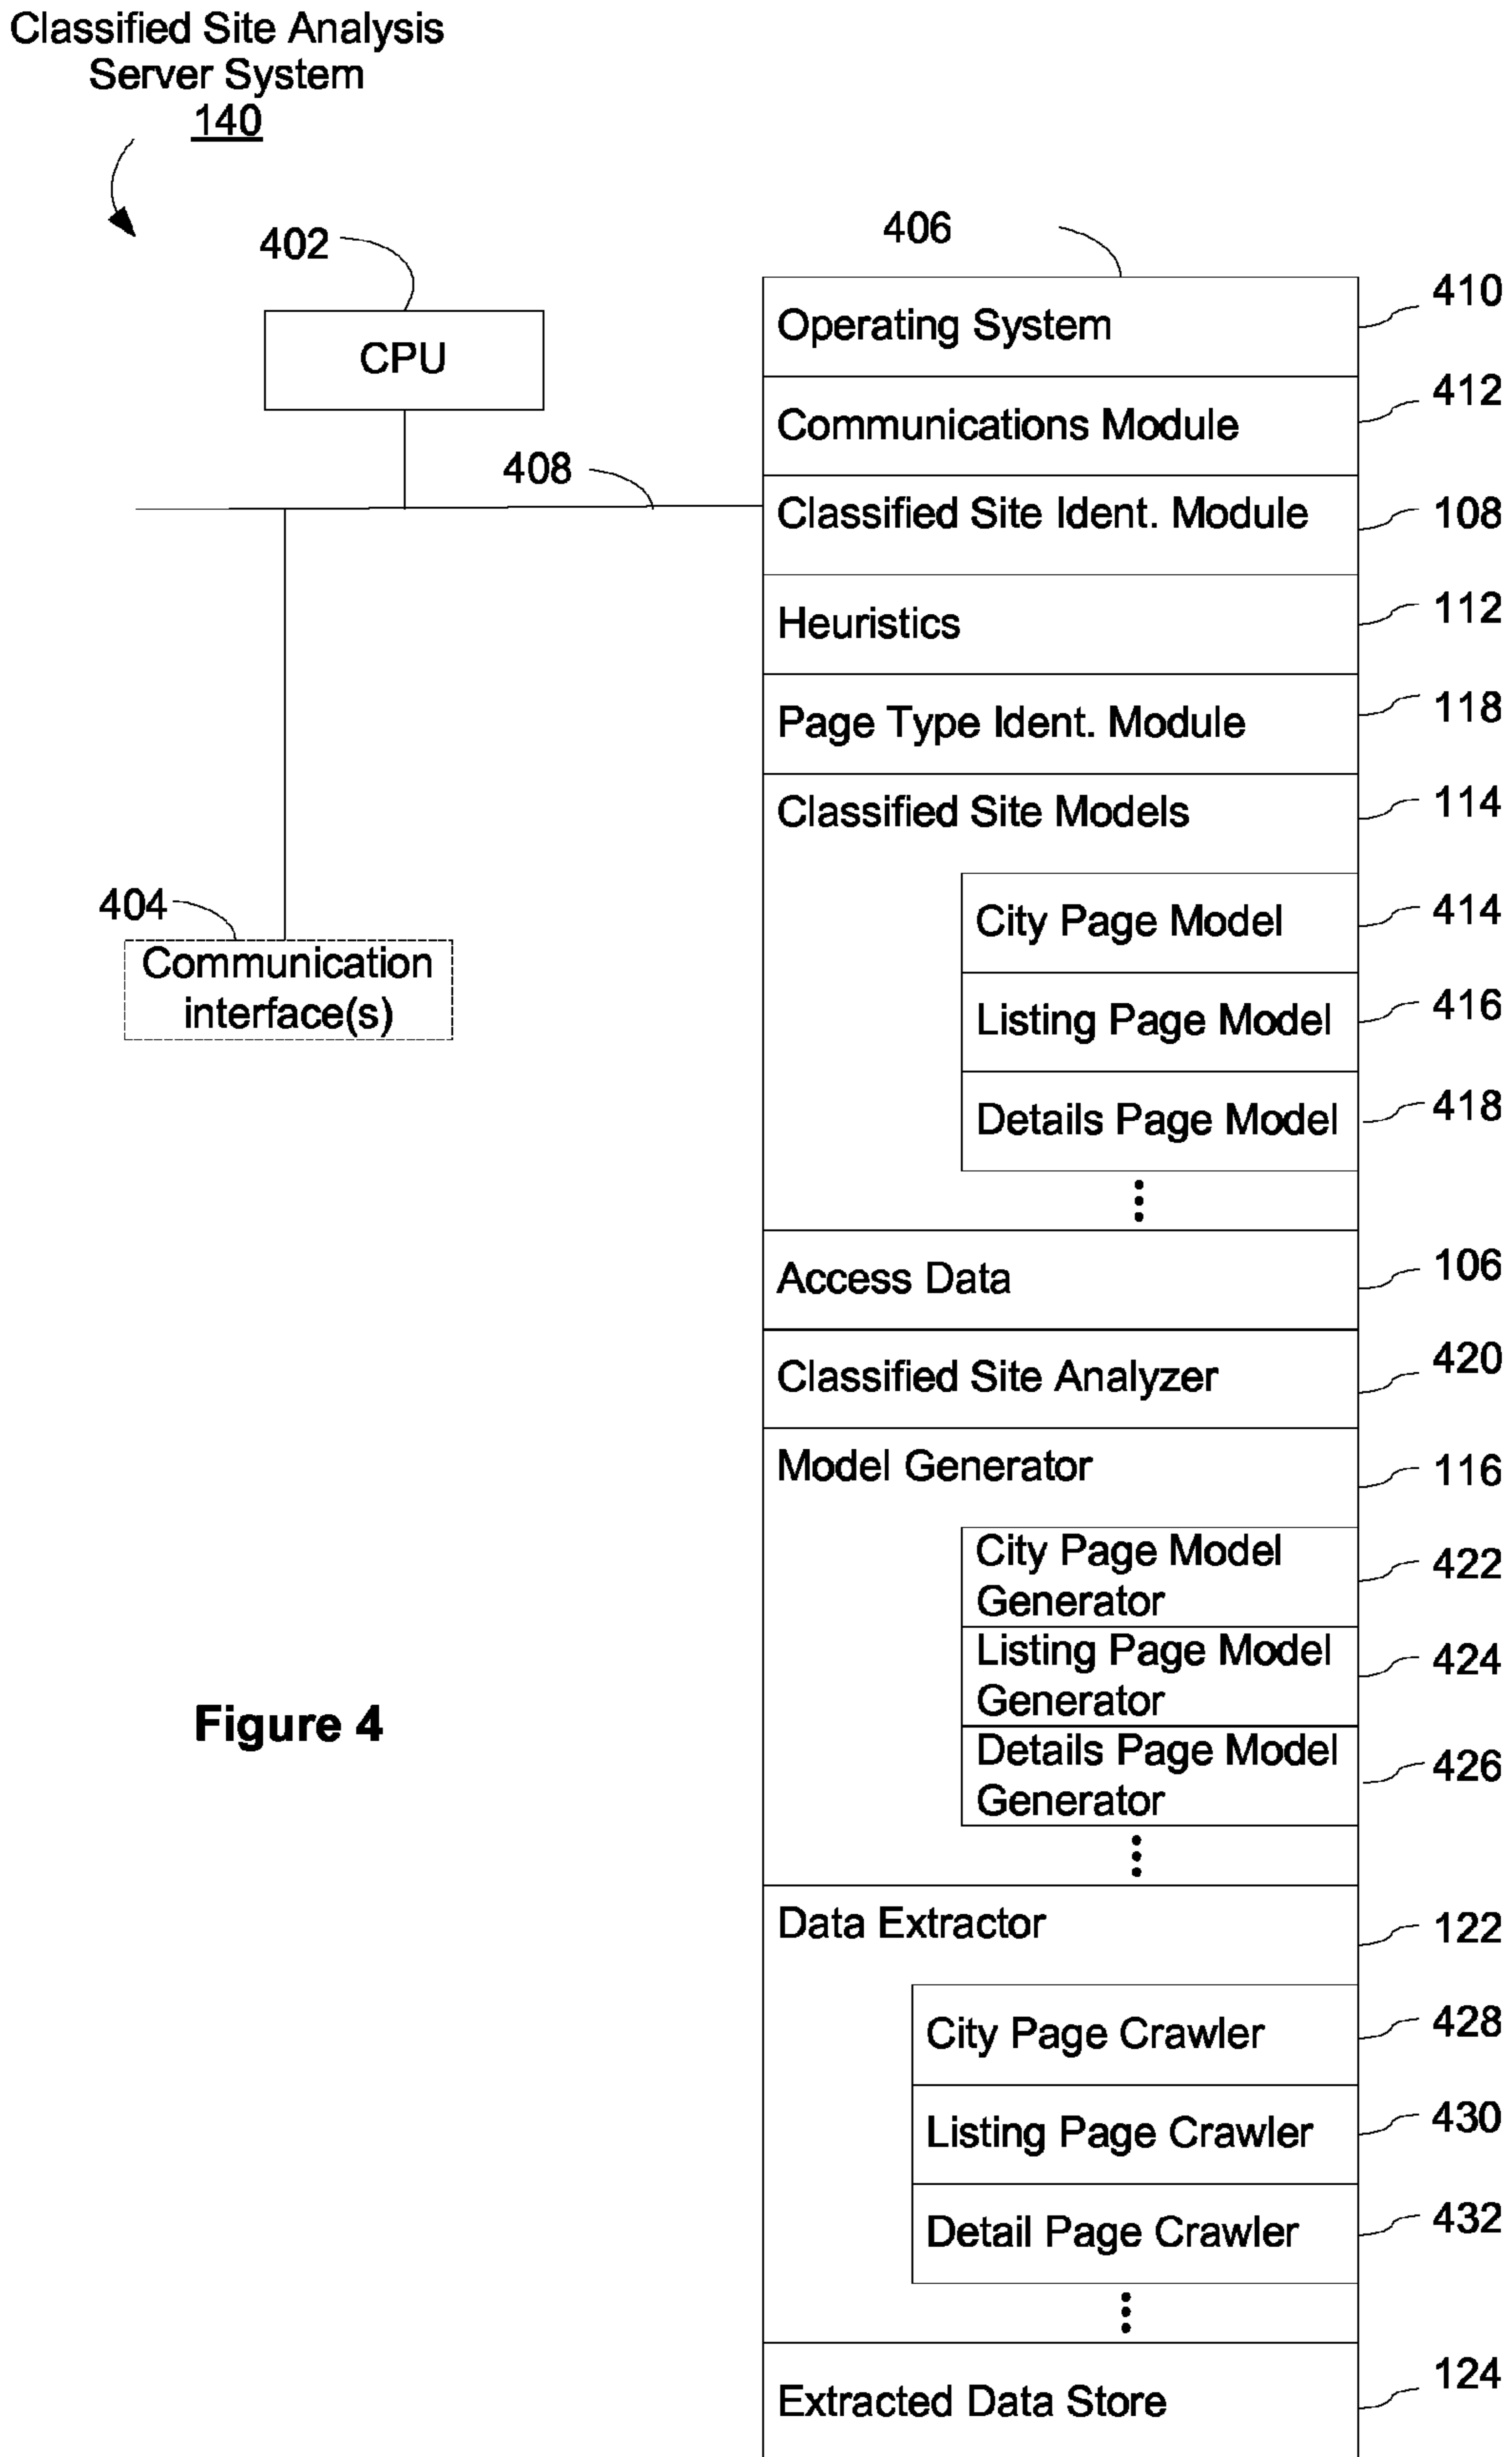 Classified Site Analysis
Server System
140
402
CPU
408
404
Communication
interface(s)
406
Operating System
410
Communications Module
412
Classified Site Ident. Module
108
Heuristics
112
Page Type Ident. Module
118
Classified Site Models
114
City Page Model
414
Listing Page Model
416
Details Page Model
418
Access Data
106
Classified Site Analyzer
420
Model Generator
116
City Page Model
Generator
422
Listing Page Model
Generator
424
Details Page Model
Generator
426
Data Extractor
122
City Page Crawler
428
Listing Page Crawler
430
Detail Page Crawler
432
Extracted Data Store
124
Figure 4